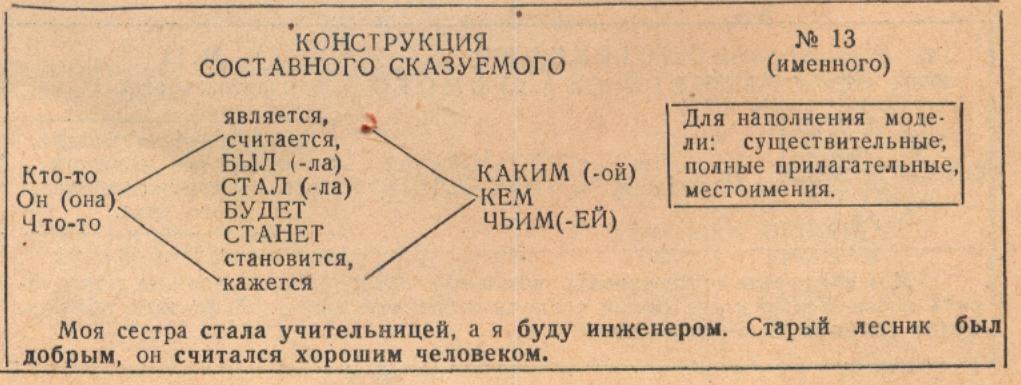 КОНСТРУКЦИЯ
СОСТАВНОГО СКАЗУЕМОГО
№ 13
(именного)
Кто-то
Он (она)
Что-то
является,
считается,
БЫЛ (-ла)
СТАЛ (-ла)
БУДЕТ
СТАНЕТ
становится,
кажется
КАКИМ (-ой)
КЕМ
ЧЬИМ(-ЕЙ)
Для наполнения моде-
ли: существительные,
полные прилагательные,
местоимения.
Моя сестра стала учительницей, а я буду инженером. Старый лесник был
добрым, он считался хорошим человеком.